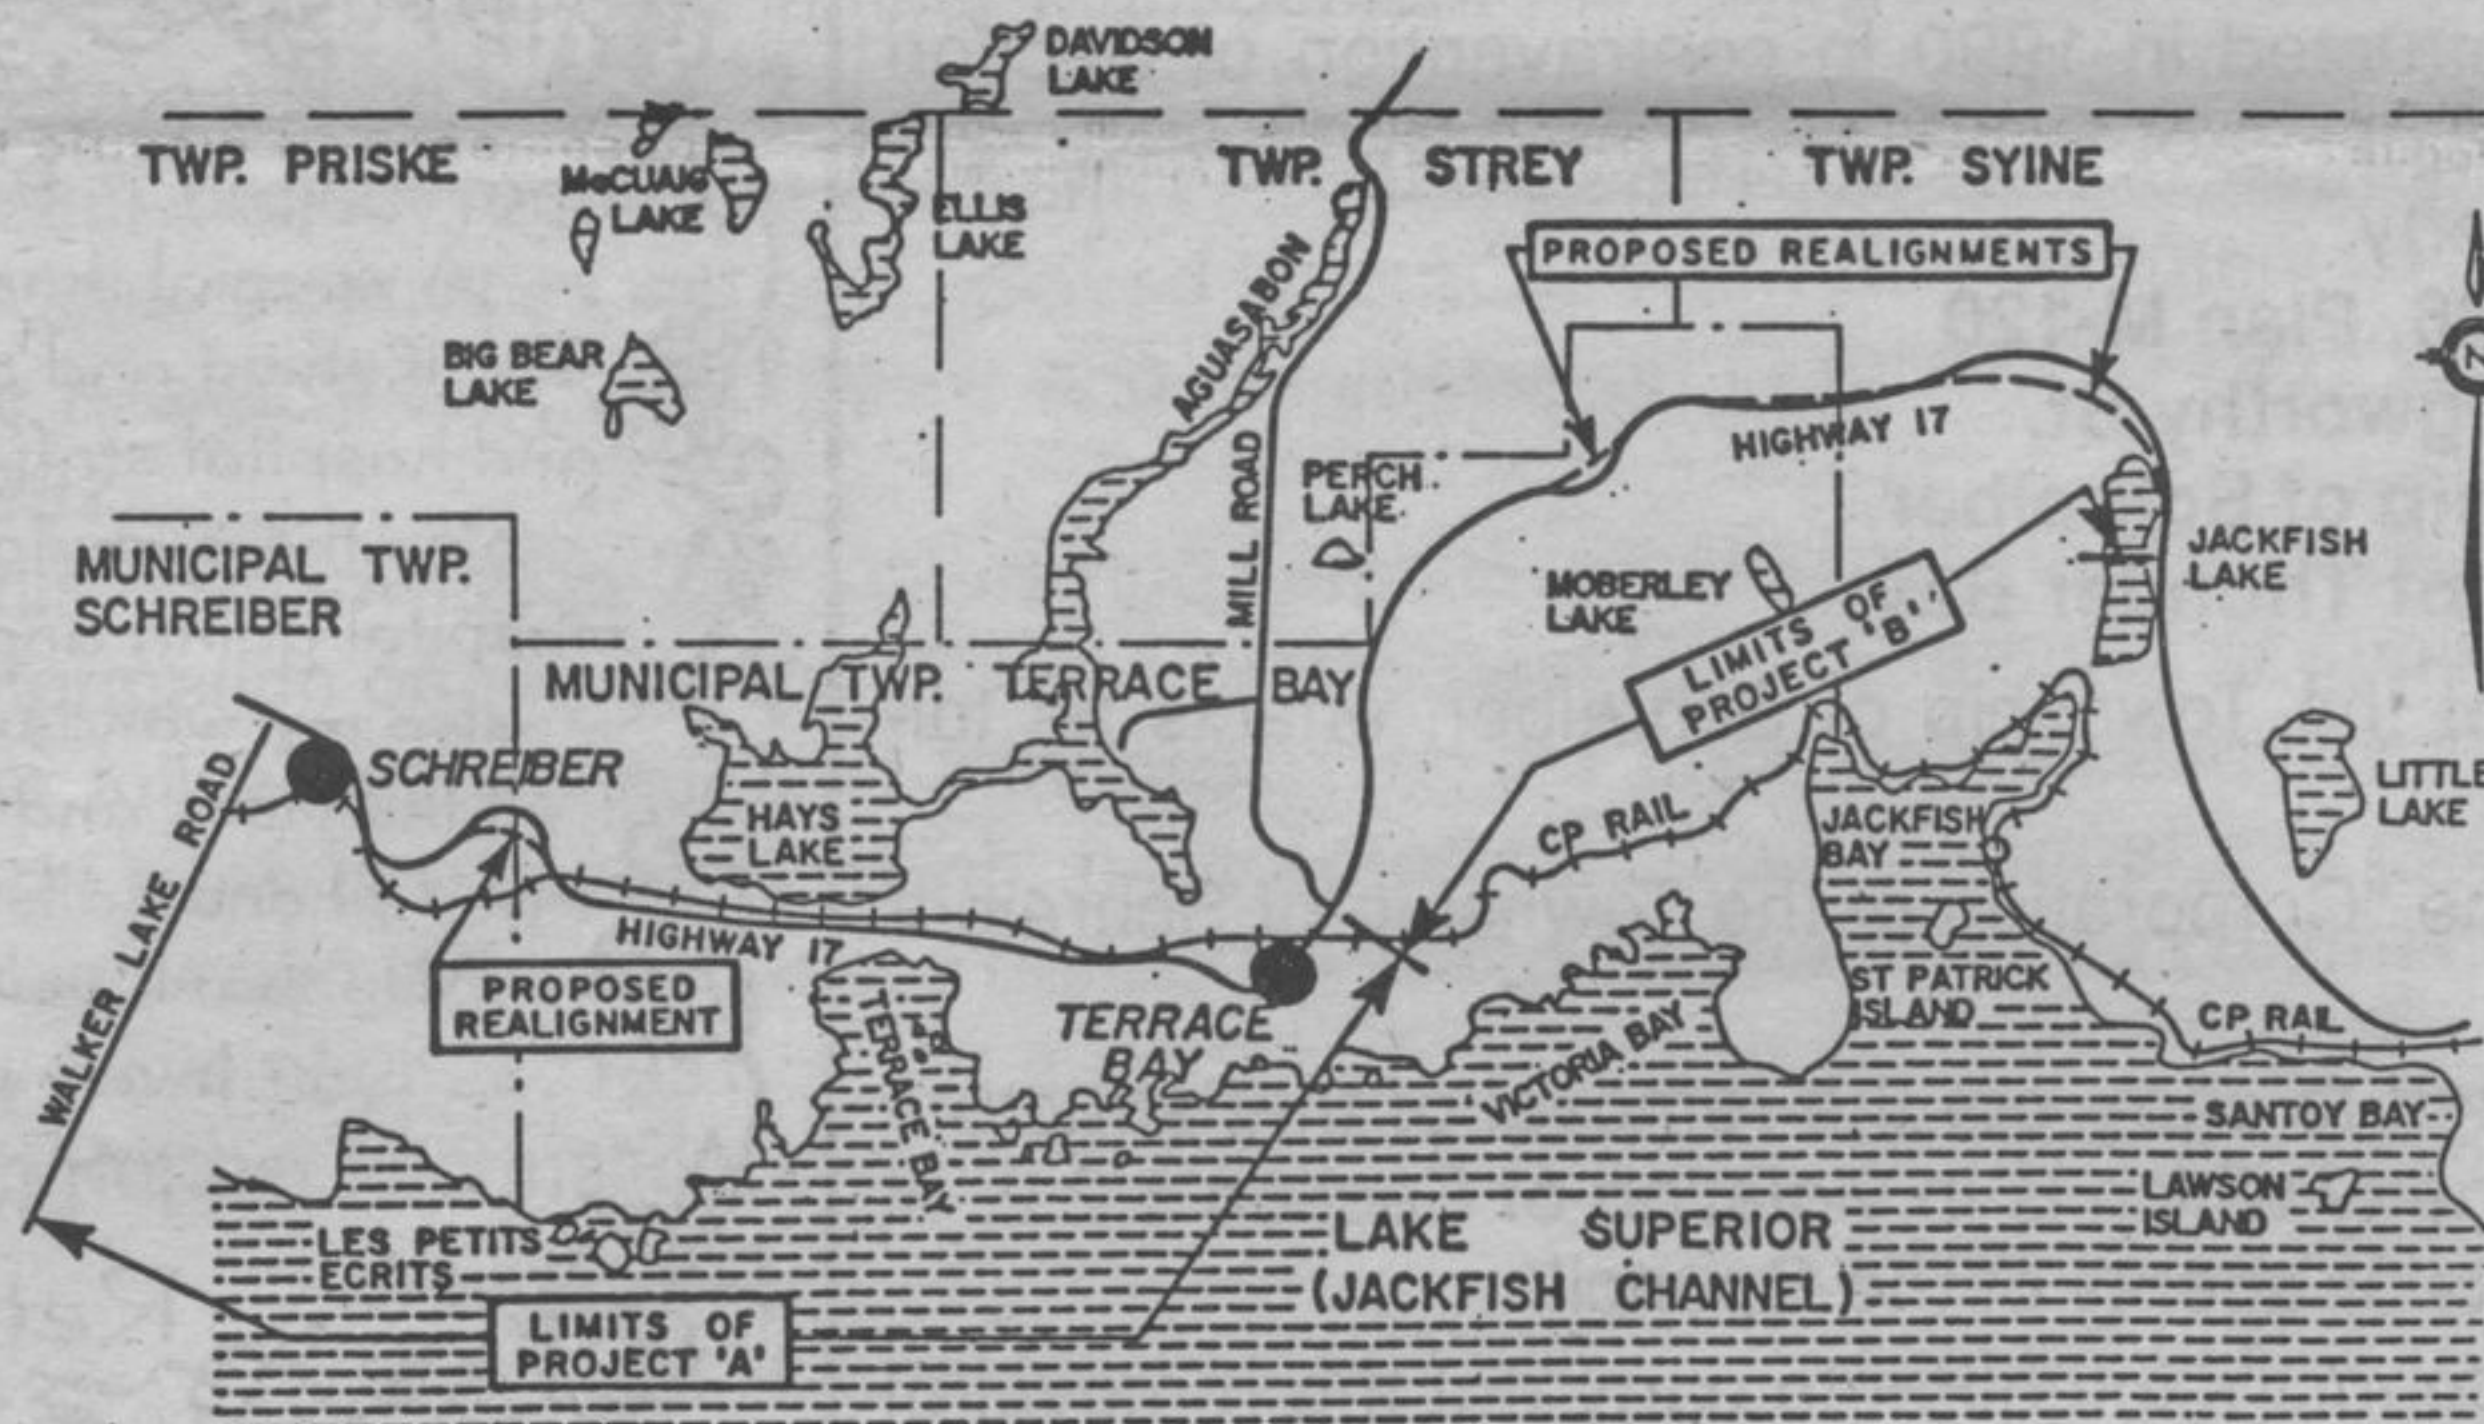 DAVIDSON
LAKE
TWP. PRISKE
McCUAIG
LAKE
ELLIS
LAKE
TWP. STREY
TWP. SYINE
PROPOSED REALIGNMENTS
BIG BEAR
LAKE
AGUASABON
MILL ROAD
PERCH
LAKE
HIGHWAY 17
MUNICIPAL TWP.
SCHREIBER
MOBERLEY
LAKE
LIMITS OF
PROJECT 'B'
JACKFISH
LAKE
MUNICIPAL TWP. TERRACE BAY
SCHREIBER
WALKER LAKE ROAD
HAYS
LAKE
CP RAIL
JACKFISH
BAY
LITTLE
LAKE
HIGHWAY 17
PROPOSED
REALIGNMENT
TERRACE BAY
TERRACE
BAY
VICTORIA BAY
ST PATRICK
ISLAND
CP RAIL
SANTOY BAY
LAWSON
ISLAND
LES PETITS
ECRITS
LAKE SUPERIOR
(JACKFISH CHANNEL)
LIMITS OF
PROJECT 'A'